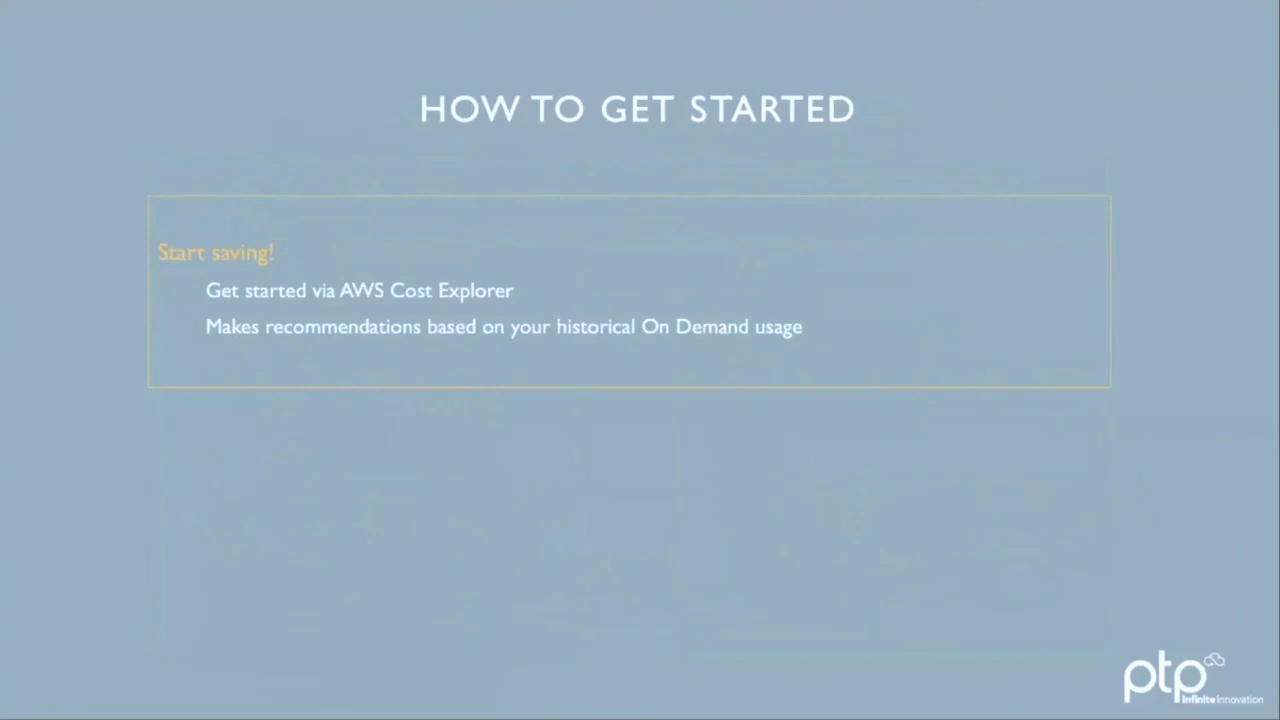 HOW TO GET STARTED
Start saving!
Get started via AWS Cost Explorer
Makes recommendations based on your historical On Demand usage
ptp
Infinite Innovation